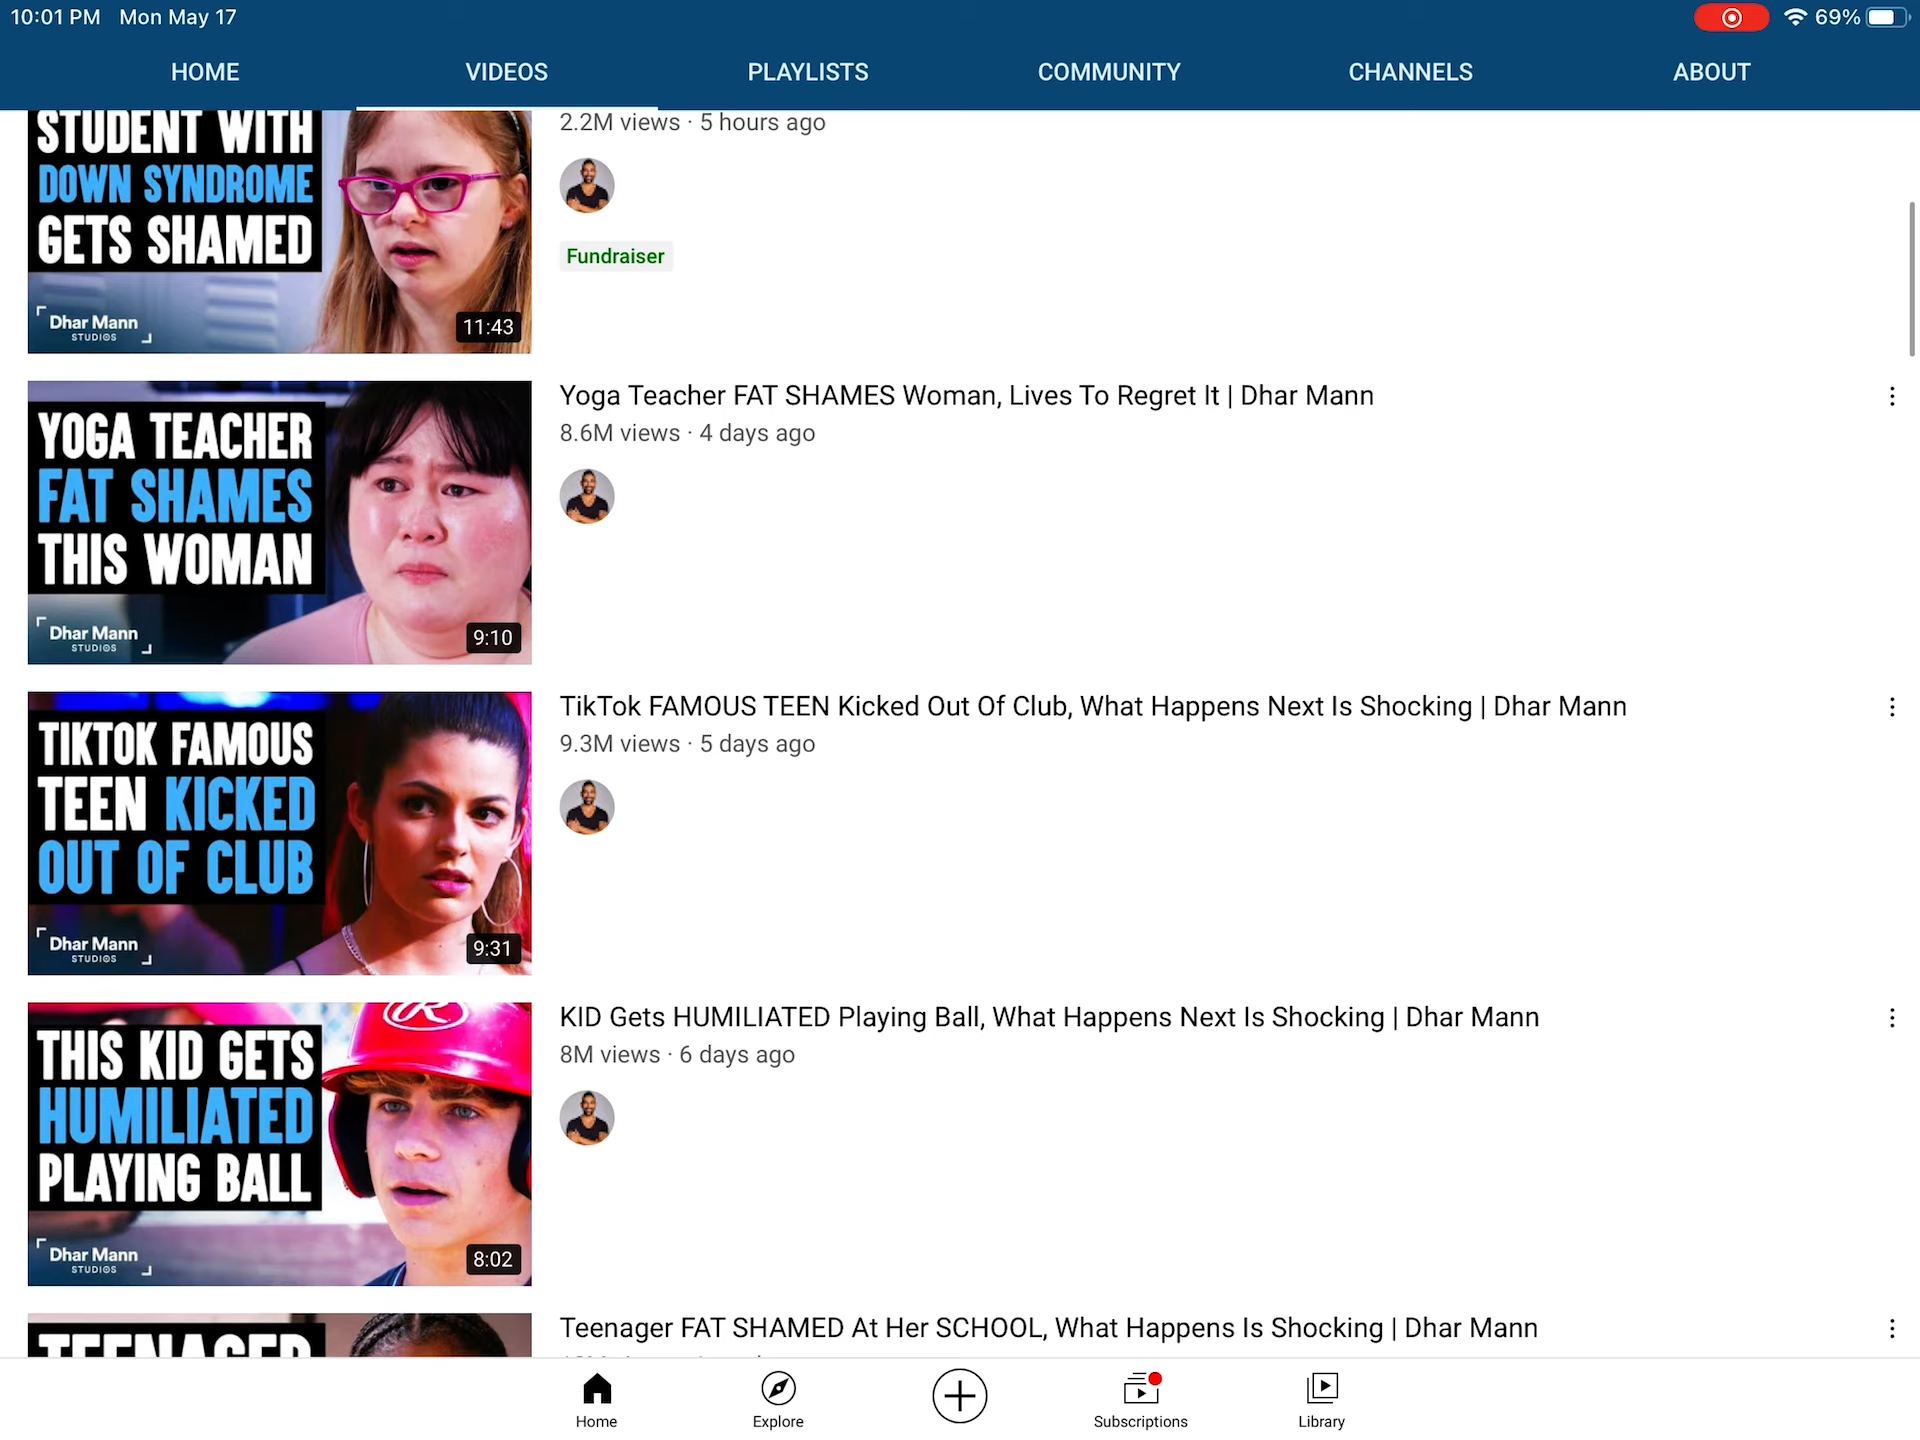 10:01 PM Mon May 17
69%
HOME VIDEOS PLAYLISTS COMMUNITY CHANNELS ABOUT
STUDENT WITH
DOWN SYNDROME
GETS SHAMED
Dhar Mann
STUDIOS
11:43
2.2M views · 5 hours ago
Fundraiser
YOGA TEACHER
FAT SHAMES
THIS WOMAN
Dhar Mann
STUDIOS
9:10
Yoga Teacher FAT SHAMES Woman, Lives To Regret It | Dhar Mann
8.6M views · 4 days ago
TIKTOK FAMOUS
TEEN KICKED
OUT OF CLUB
Dhar Mann
STUDIOS
9:31
TikTok FAMOUS TEEN Kicked Out Of Club, What Happens Next Is Shocking | Dhar Mann
9.3M views · 5 days ago
R
THIS KID GETS
HUMILIATED
PLAYING BALL
Dhar Mann
STUDIOS
8:02
KID Gets HUMILIATED Playing Ball, What Happens Next Is Shocking | Dhar Mann
8M views · 6 days ago
TEENAGER
Teenager FAT SHAMED At Her SCHOOL, What Happens Is Shocking | Dhar Mann
Home Explore Subscriptions Library